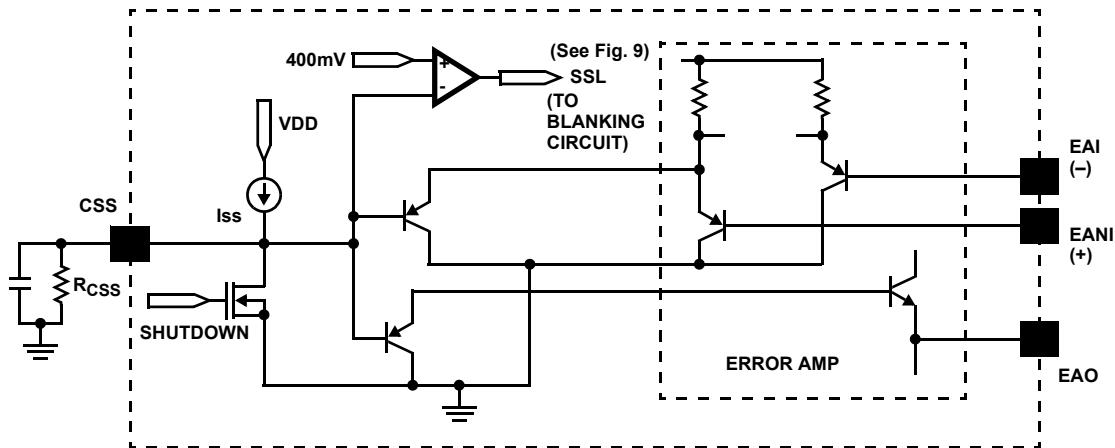 400mV
+
-
(See Fig. 9)
SSL
(TO
BLANKING
CIRCUIT)
VDD
EAI
(–)
CSS
Iss
EANI
(+)
RCSS
SHUTDOWN
ERROR AMP
EAO